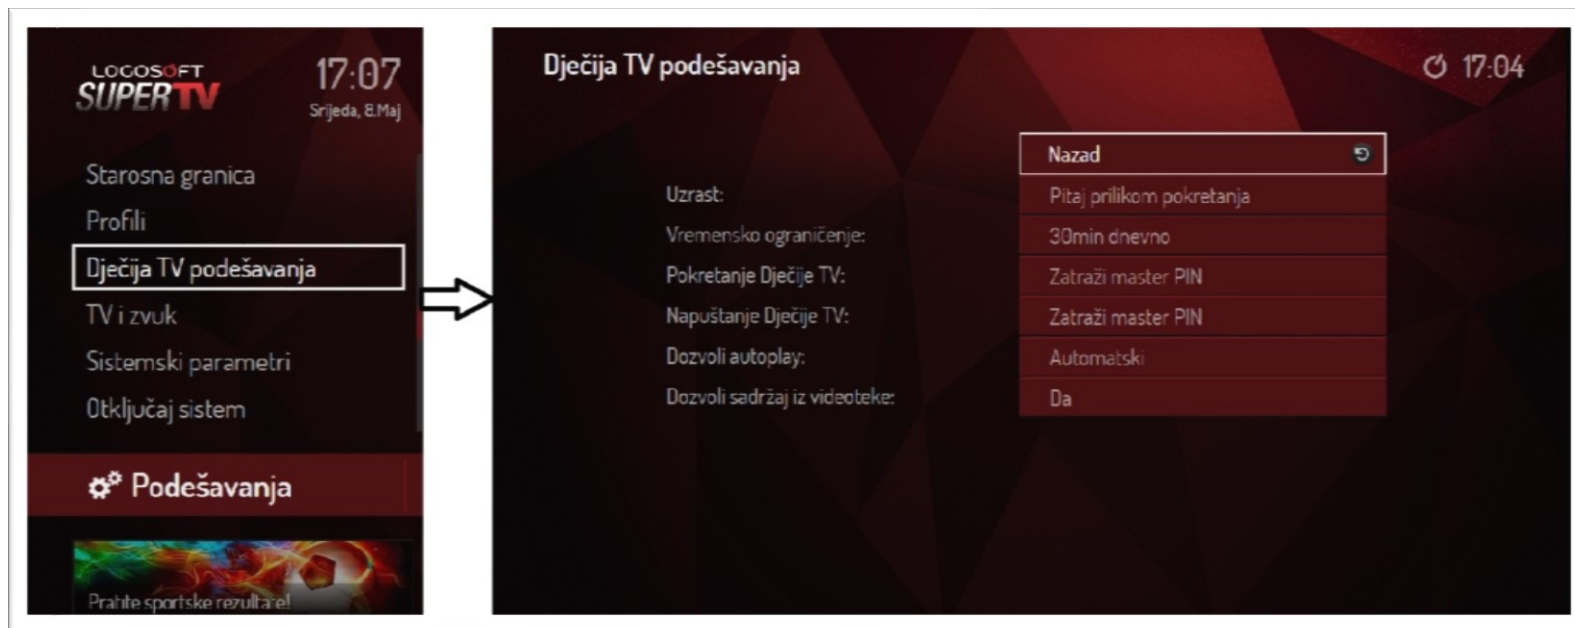 LOGOSOFT
SUPERTV
17:07
Srijeda, 8.Maj
Starosna granica
Profili
Dječija TV podešavanja
TV i zvuk
Sistemski parametri
Otključaj sistem
Podešavanja
Pratite sportske rezultate!
Dječija TV podešavanja
17:04
Nazad
Uzrast: Pitaj prilikom pokretanja
Vremensko ograničenje: 30min dnevno
Pokretanje Dječije TV: Zatraži master PIN
Napuštanje Dječije TV: Zatraži master PIN
Dozvoli autoplay: Automatski
Dozvoli sadržaj iz videoteke: Da